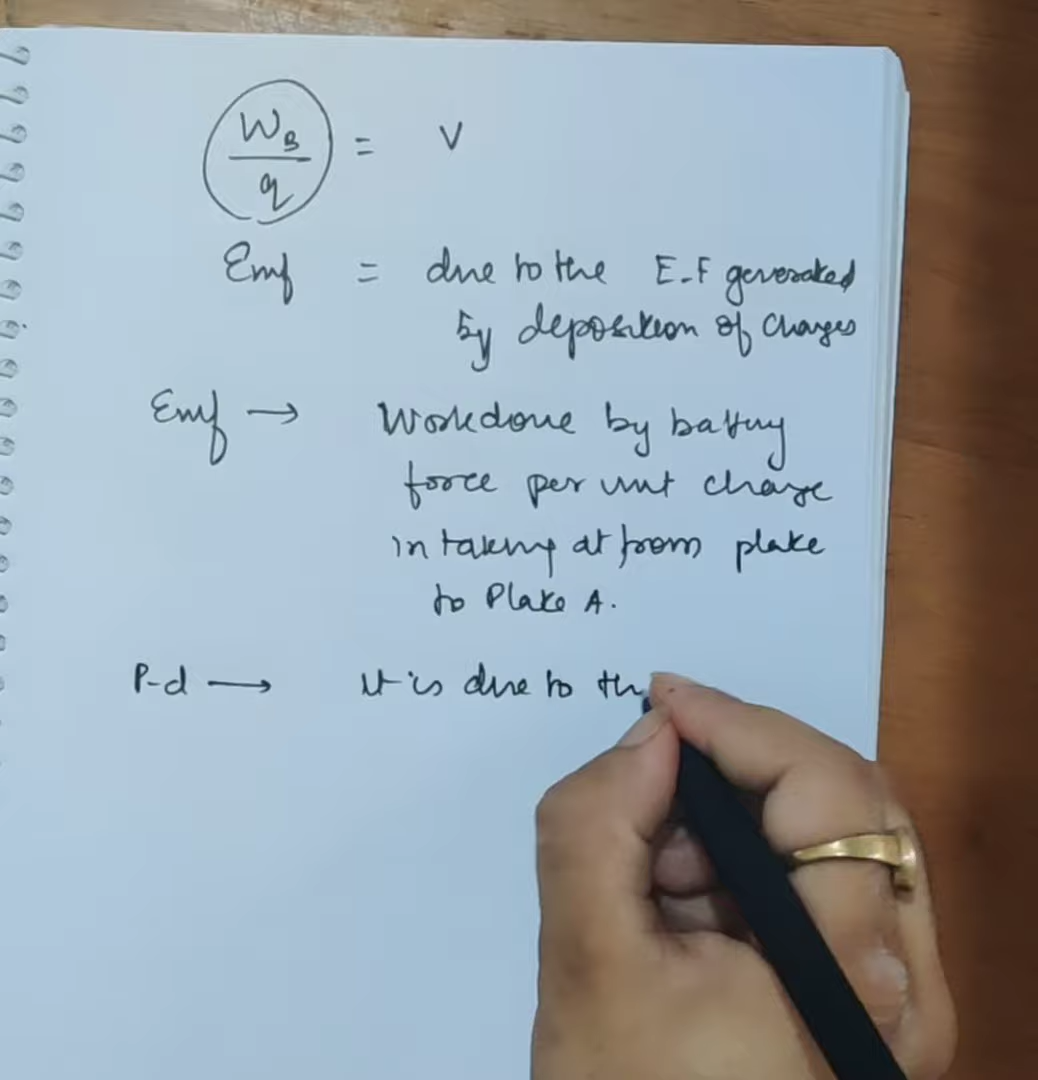 W_B / q = V
Emf = due to the E-F generated
by deposition of charges
Emf → Workdone by battery
force per unit charge
in taking it from plate
to Plate A.
P-d → It is due to th